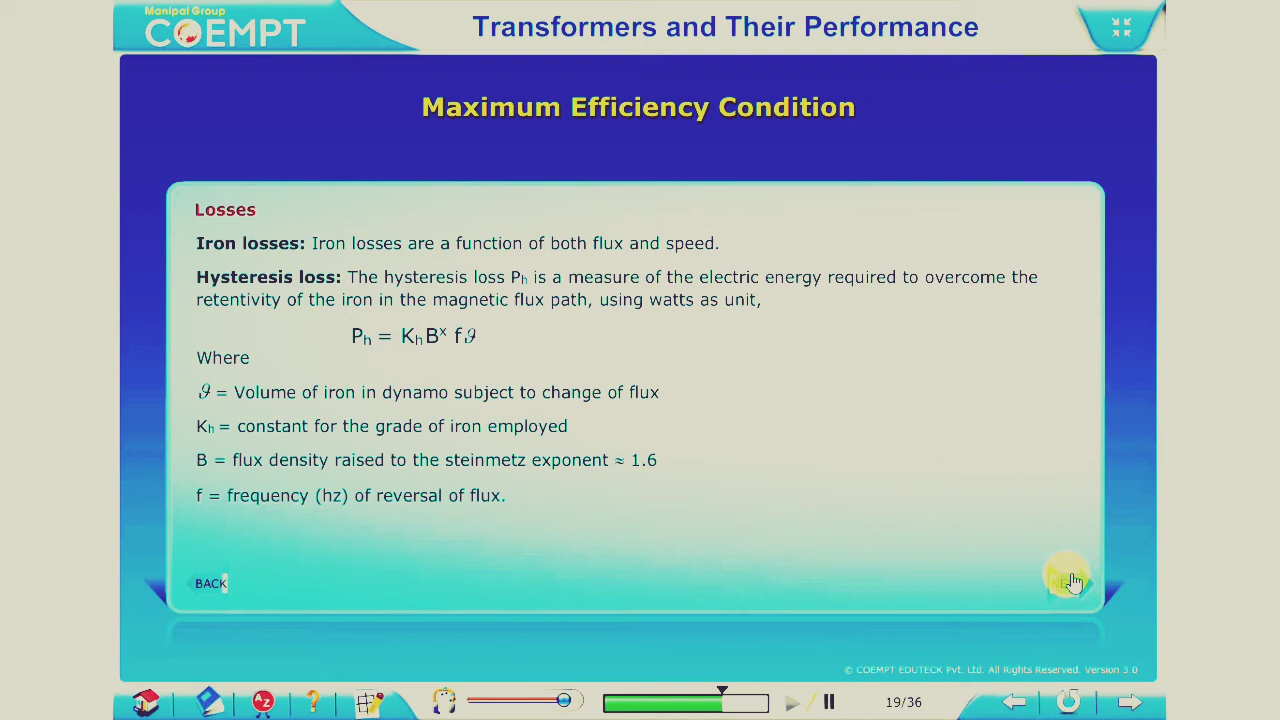 Manipal Group
COEMPT
Transformers and Their Performance
Maximum Efficiency Condition
Losses
Iron losses: Iron losses are a function of both flux and speed.
Hysteresis loss: The hysteresis loss Pₕ is a measure of the electric energy required to overcome the
retentivity of the iron in the magnetic flux path, using watts as unit,
Pₕ = KₕBˣ fϑ
Where
ϑ = Volume of iron in dynamo subject to change of flux
Kₕ = constant for the grade of iron employed
B = flux density raised to the steinmetz exponent ≈ 1.6
f = frequency (hz) of reversal of flux.
BACK
© COEMPT EDUTECK Pvt. Ltd. All Rights Reserved. Version 3.0
AZ
?
19/36